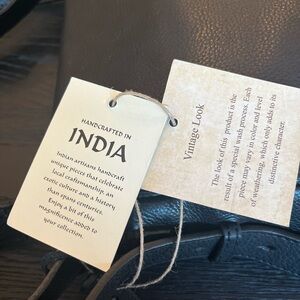 HANDCRAFTED IN
INDIA
Indian artisans handcraft
unique pieces that celebrate
local craftsmanship, an
exotic culture and a history
that spans centuries.
Enjoy a bit of this
magnificence added to
your collection.
Vintage Look
The look of this product is the
result of a special wash process. Each
piece may vary in color and level
of weathering, which only adds to its
distinctive character.